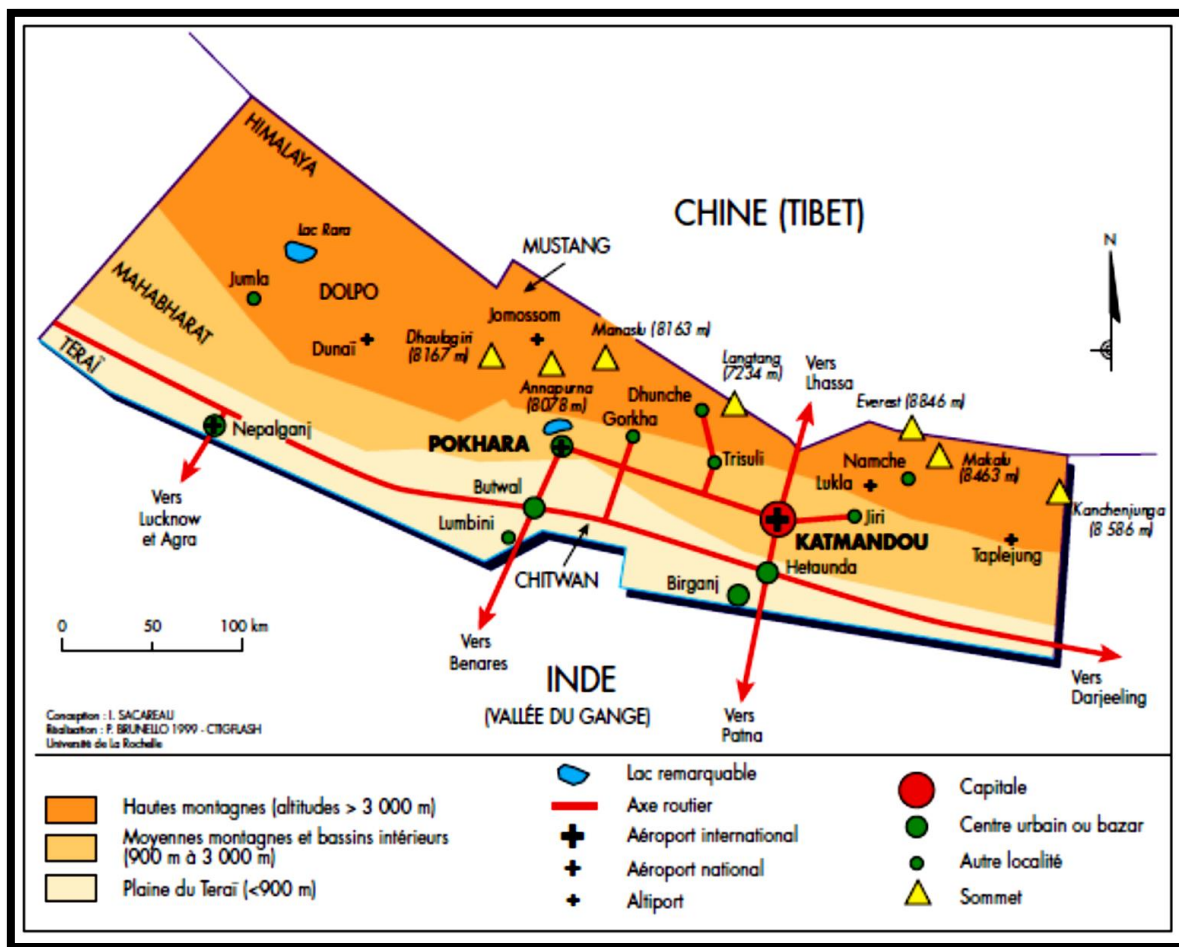 HIMALAYA
CHINE (TIBET)
N
Lac Rara
MUSTANG
MAHABHARAT
Jumla
DOLPO
Jomossom
Manaslu (8163 m)
Dhaulagiri
(8167 m)
Dunaï
TERAÏ
Annapurna
(8078 m)
Langtang
(7234 m)
Vers
Lhassa
Dhunche
Everest (8846 m)
Gorkha
Nepalganj
POKHARA
Trisuli
Namche
Makalu
(8463 m)
Lukla
Vers
Lucknow
et Agra
Butwal
Kanchenjunga
(8 586 m)
Jiri
Lumbini
KATMANDOU
Taplejung
CHITWAN
Hetaunda
Birganj
0 50 100 km
Vers
Benares
INDE
(VALLÉE DU GANGE)
Vers
Patna
Vers
Darjeeling
Conception : I. SACAREAU
Réalisation : P. BRUNELLO 1999 - CTIGFLASH
Université de La Rochelle
Hautes montagnes (altitudes > 3 000 m)
Moyennes montagnes et bassins intérieurs
(900 m à 3 000 m)
Plaine du Teraï (<900 m)
Lac remarquable
Axe routier
Aéroport international
Aéroport national
Altiport
Capitale
Centre urbain ou bazar
Autre localité
Sommet